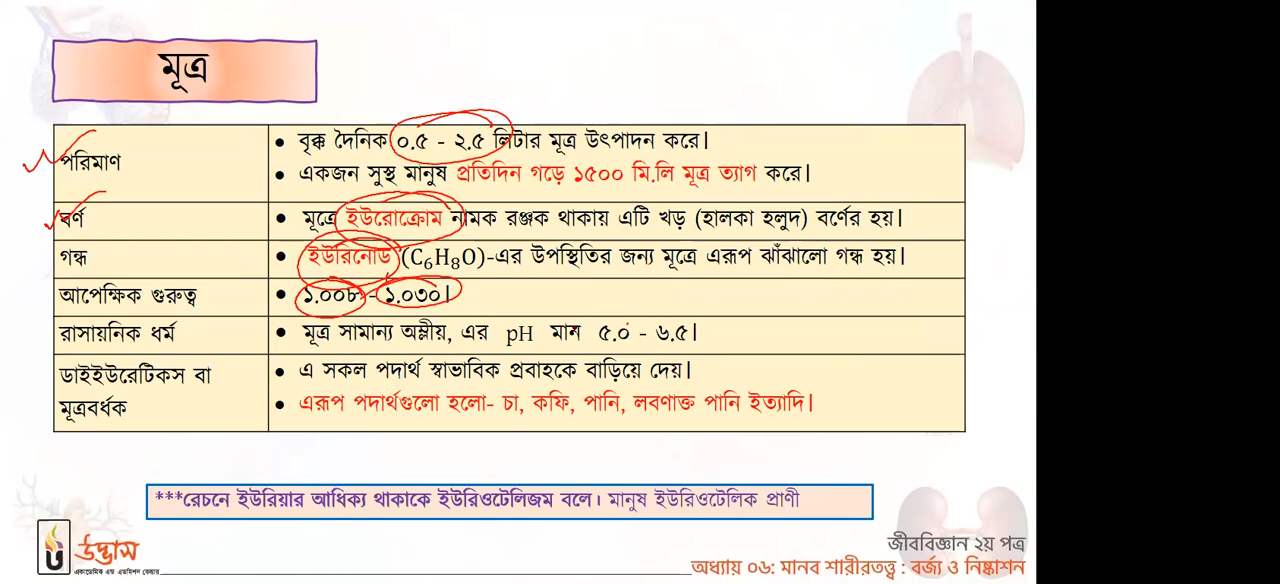 মূত্র
পরিমাণ
• বৃক্ক দৈনিক ০.৫ - ২.৫ লিটার মূত্র উৎপাদন করে।
• একজন সুস্থ মানুষ প্রতিদিন গড়ে ১৫০০ মি.লি মূত্র ত্যাগ করে।
বর্ণ
• মূত্রে ইউরোক্রোম নামক রঞ্জক থাকায় এটি খড় (হালকা হলুদ) বর্ণের হয়।
গন্ধ
• ইউরিনোড (C₆H₈O)-এর উপস্থিতির জন্য মূত্রে এরূপ ঝাঁঝালো গন্ধ হয়।
আপেক্ষিক গুরুত্ব
• ১.০০৮ - ১.০৩০।
রাসায়নিক ধর্ম
• মূত্র সামান্য অম্লীয়, এর pH মান ৫.০ - ৬.৫।
ডাইইউরেটিকস বা
মূত্রবর্ধক
• এ সকল পদার্থ স্বাভাবিক প্রবাহকে বাড়িয়ে দেয়।
• এরূপ পদার্থগুলো হলো- চা, কফি, পানি, লবণাক্ত পানি ইত্যাদি।
***রেচনে ইউরিয়ার আধিক্য থাকাকে ইউরিওটেলিজম বলে। মানুষ ইউরিওটেলিক প্রাণী
উদ্ভাস
একাডেমিক এন্ড এডমিশন কেয়ার
জীববিজ্ঞান ২য় পত্র
অধ্যায় ০৬: মানব শারীরতত্ত্ব : বর্জ্য ও নিষ্কাশন